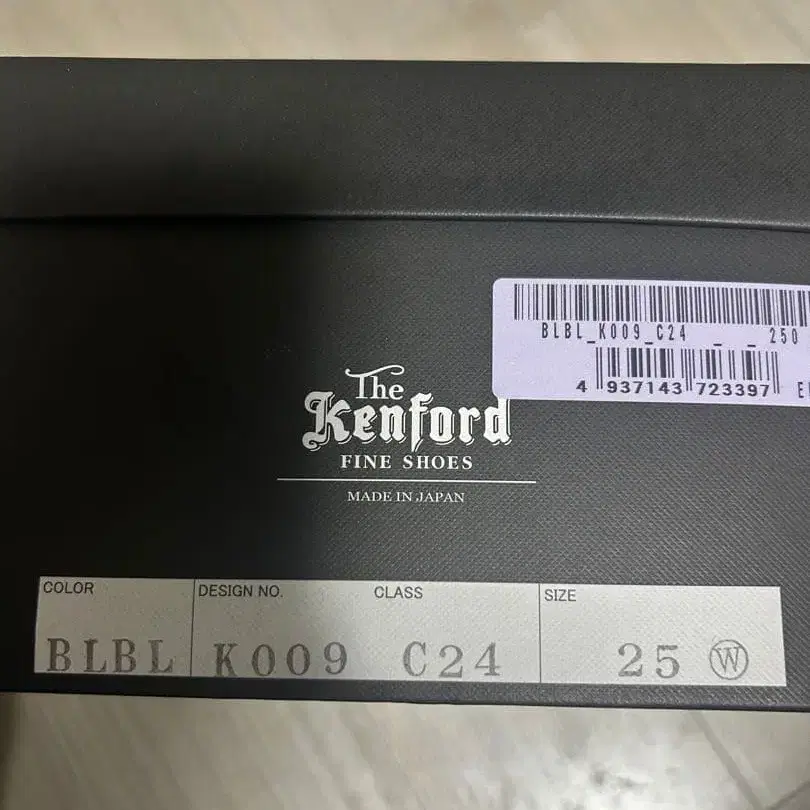 BLBL_K009_C24 _ _ 250
4 937143 723397
The
Kenford
FINE SHOES
MADE IN JAPAN
COLOR DESIGN NO. CLASS SIZE
BLBL K009 C24 25 Ⓦ